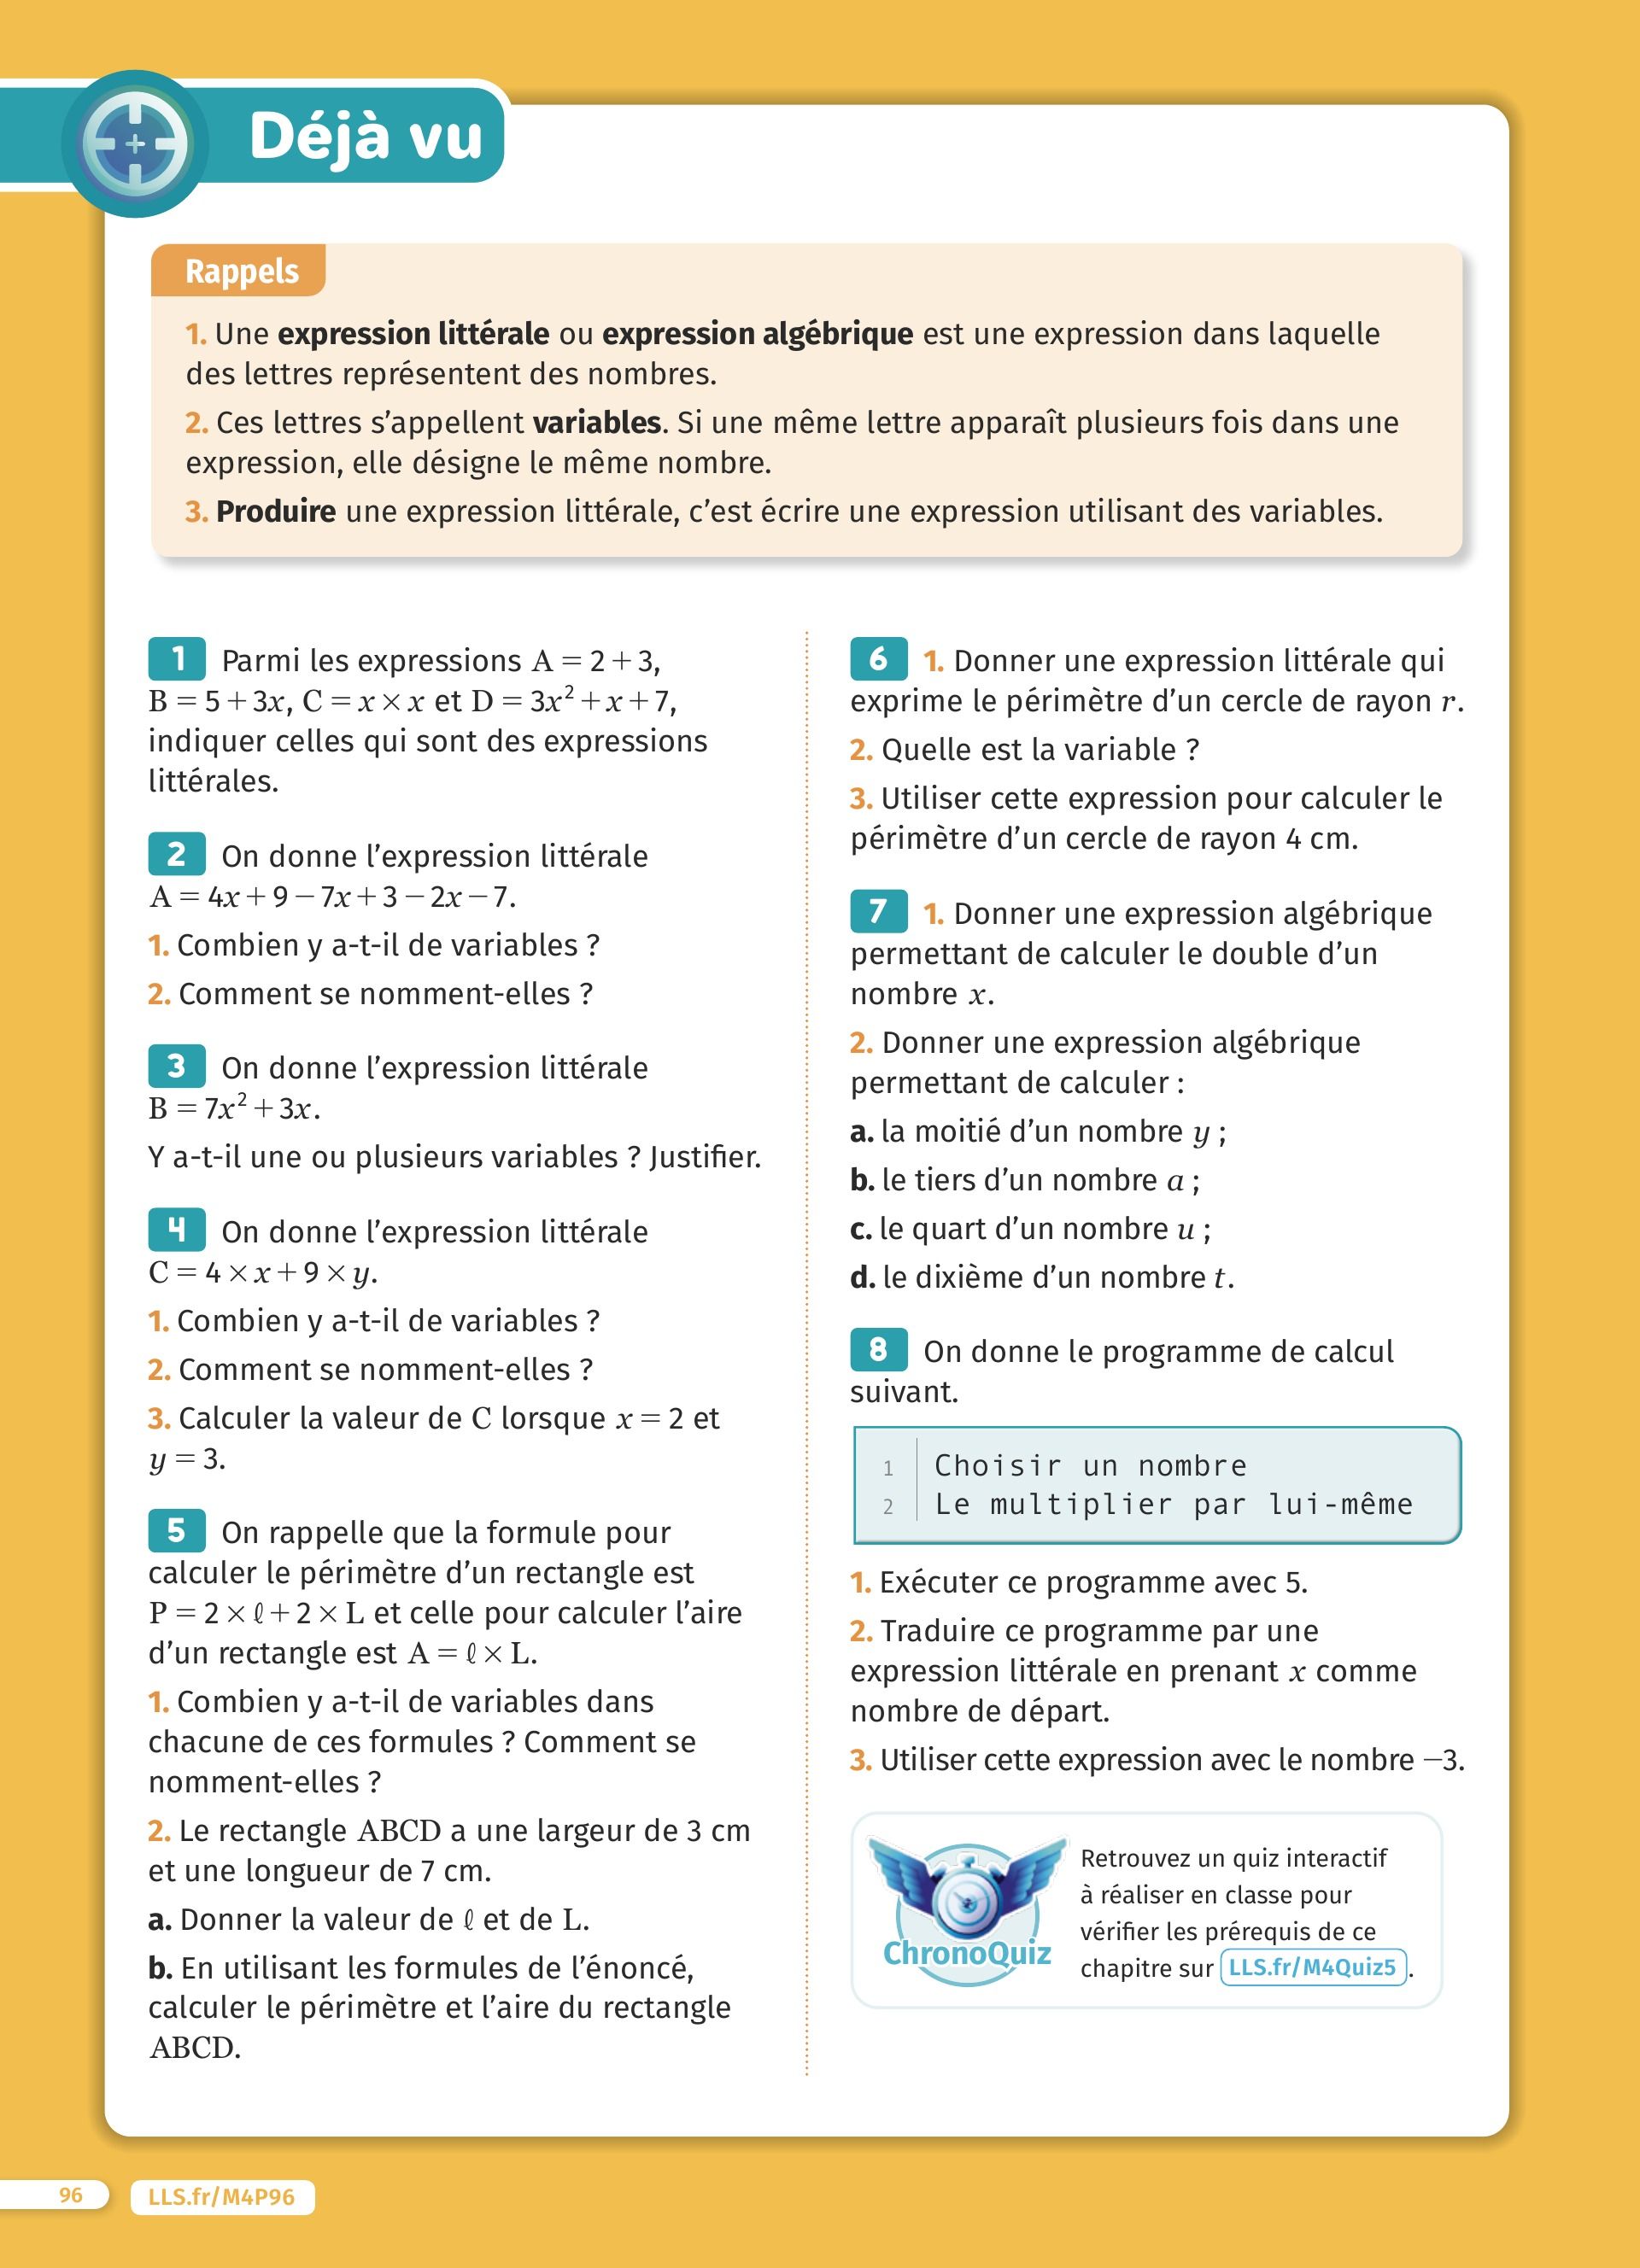 Déjà vu
Rappels
1. Une expression littérale ou expression algébrique est une expression dans laquelle
des lettres représentent des nombres.
2. Ces lettres s’appellent variables. Si une même lettre apparaît plusieurs fois dans une
expression, elle désigne le même nombre.
3. Produire une expression littérale, c’est écrire une expression utilisant des variables.
1 Parmi les expressions A = 2 + 3,
B = 5 + 3x, C = x × x et D = 3x² + x + 7,
indiquer celles qui sont des expressions
littérales.
2 On donne l’expression littérale
A = 4x + 9 − 7x + 3 − 2x − 7.
1. Combien y a-t-il de variables ?
2. Comment se nomment-elles ?
3 On donne l’expression littérale
B = 7x² + 3x.
Y a-t-il une ou plusieurs variables ? Justifier.
4 On donne l’expression littérale
C = 4 × x + 9 × y.
1. Combien y a-t-il de variables ?
2. Comment se nomment-elles ?
3. Calculer la valeur de C lorsque x = 2 et
y = 3.
5 On rappelle que la formule pour
calculer le périmètre d’un rectangle est
P = 2 × ℓ + 2 × L et celle pour calculer l’aire
d’un rectangle est A = ℓ × L.
1. Combien y a-t-il de variables dans
chacune de ces formules ? Comment se
nomment-elles ?
2. Le rectangle ABCD a une largeur de 3 cm
et une longueur de 7 cm.
a. Donner la valeur de ℓ et de L.
b. En utilisant les formules de l’énoncé,
calculer le périmètre et l’aire du rectangle
ABCD.
6 1. Donner une expression littérale qui
exprime le périmètre d’un cercle de rayon r.
2. Quelle est la variable ?
3. Utiliser cette expression pour calculer le
périmètre d’un cercle de rayon 4 cm.
7 1. Donner une expression algébrique
permettant de calculer le double d’un
nombre x.
2. Donner une expression algébrique
permettant de calculer :
a. la moitié d’un nombre y ;
b. le tiers d’un nombre a ;
c. le quart d’un nombre u ;
d. le dixième d’un nombre t.
8 On donne le programme de calcul
suivant.
1 Choisir un nombre
2 Le multiplier par lui-même
1. Exécuter ce programme avec 5.
2. Traduire ce programme par une
expression littérale en prenant x comme
nombre de départ.
3. Utiliser cette expression avec le nombre −3.
ChronoQuiz
Retrouvez un quiz interactif
à réaliser en classe pour
vérifier les prérequis de ce
chapitre sur LLS.fr/M4Quiz5.
96
LLS.fr/M4P96